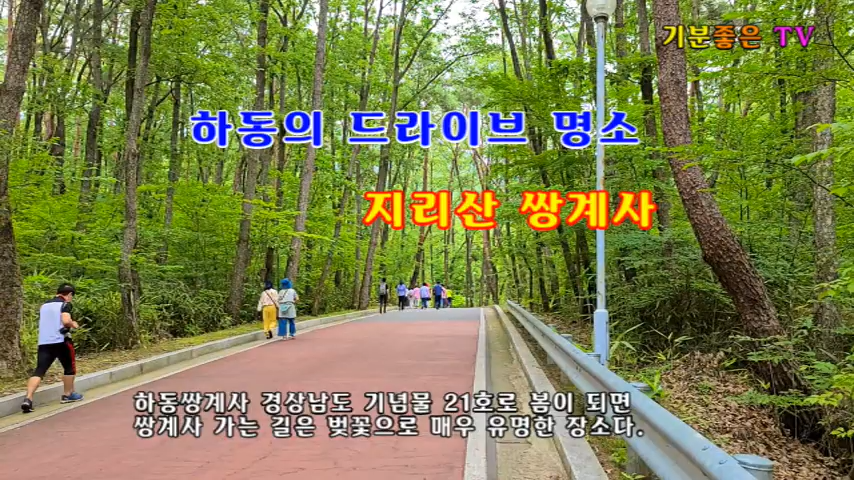 기분좋은 TV
하동의 드라이브 명소
지리산 쌍계사
하동쌍계사 경상남도 기념물 21호로 봄이 되면
쌍계사 가는 길은 벚꽃으로 매우 유명한 장소다.